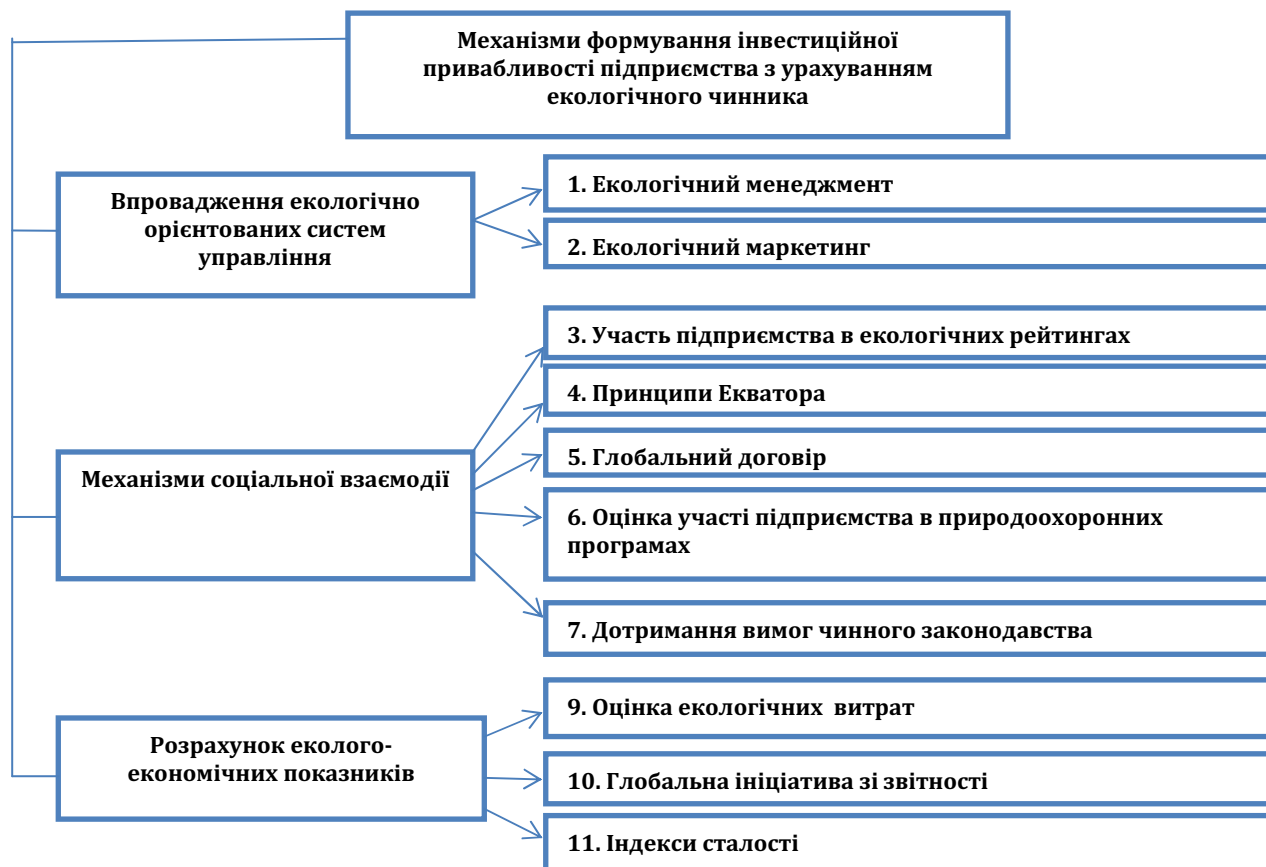 Механізми формування інвестиційної
привабливості підприємства з урахуванням
екологічного чинника
Впровадження екологічно
орієнтованих систем
управління
1. Екологічний менеджмент
2. Екологічний маркетинг
Механізми соціальної взаємодії
3. Участь підприємства в екологічних рейтингах
4. Принципи Екватора
5. Глобальний договір
6. Оцінка участі підприємства в природоохоронних
програмах
7. Дотримання вимог чинного законодавства
Розрахунок еколого-
економічних показників
9. Оцінка екологічних витрат
10. Глобальна ініціатива зі звітності
11. Індекси сталості